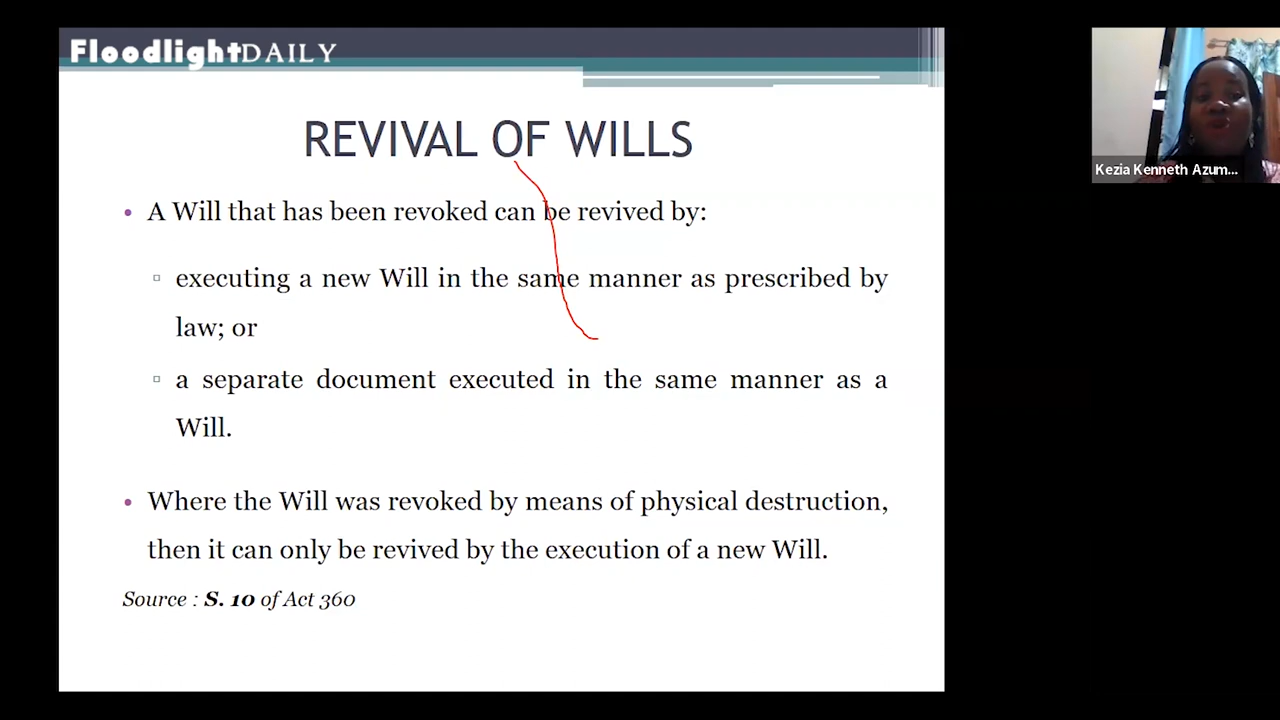 FloodlightDAILY
REVIVAL OF WILLS
• A Will that has been revoked can be revived by:
▫ executing a new Will in the same manner as prescribed by
law; or
▫ a separate document executed in the same manner as a
Will.
• Where the Will was revoked by means of physical destruction,
then it can only be revived by the execution of a new Will.
Source : S. 10 of Act 360
Kezia Kenneth Azum...